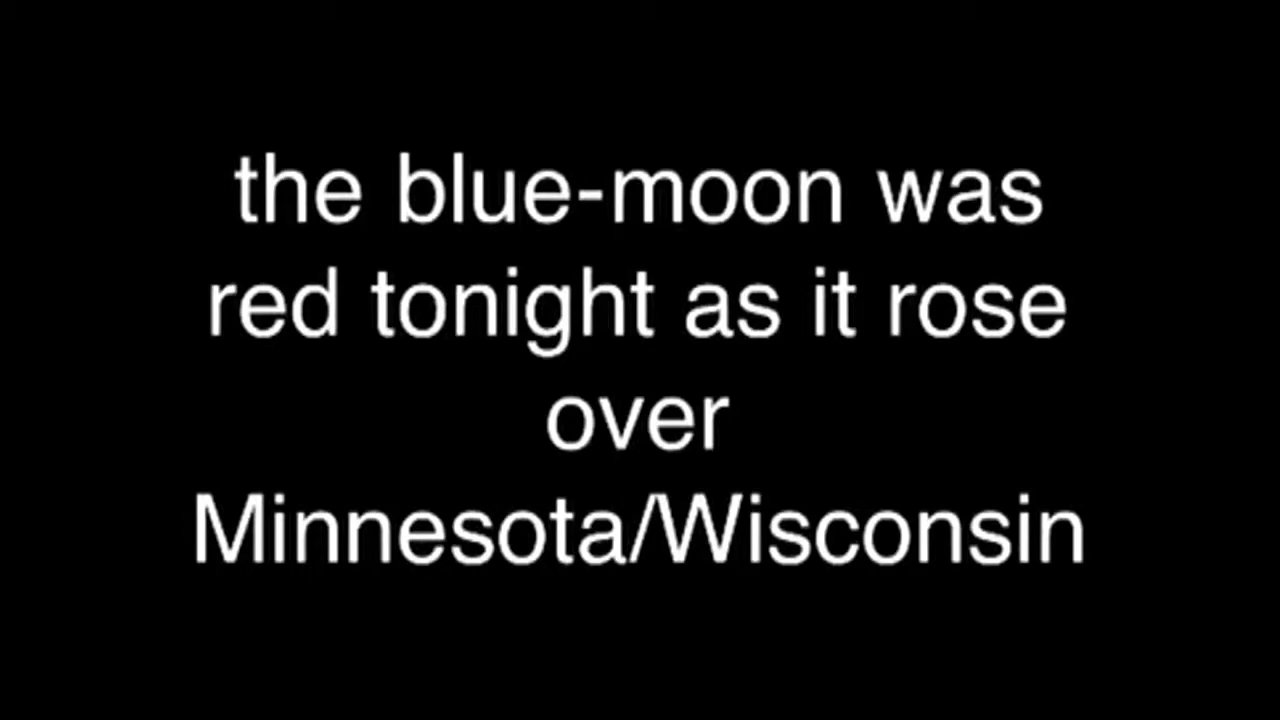 the blue-moon was
red tonight as it rose
over
Minnesota/Wisconsin